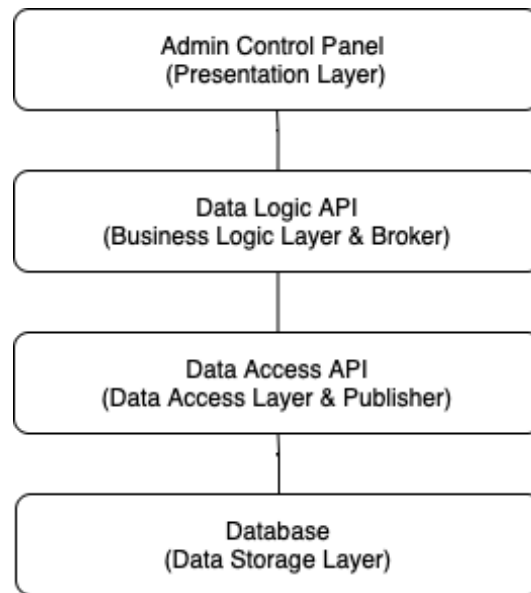 Admin Control Panel
(Presentation Layer)
Data Logic API
(Business Logic Layer & Broker)
Data Access API
(Data Access Layer & Publisher)
Database
(Data Storage Layer)